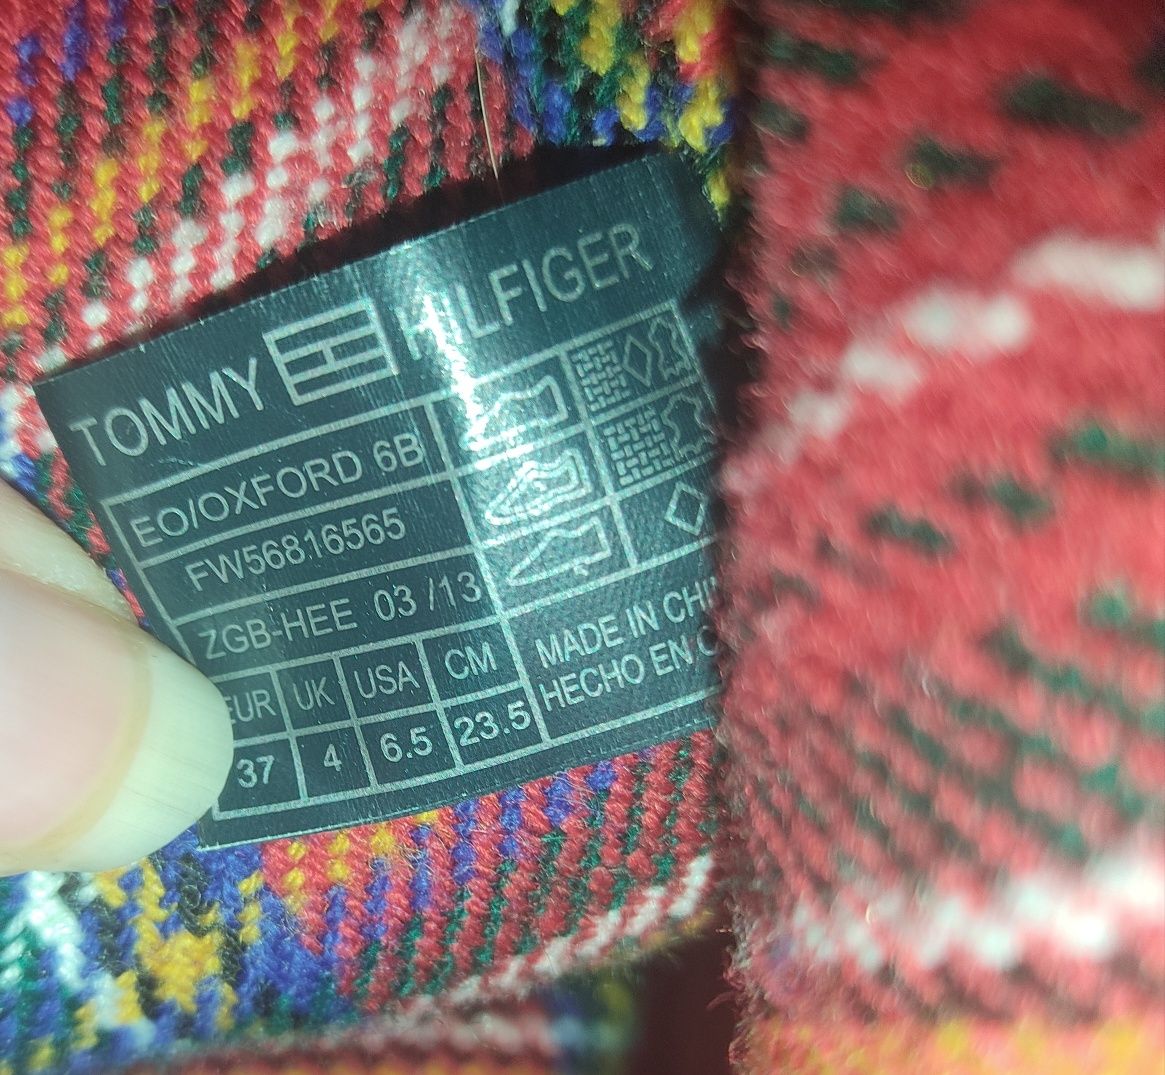 TOMMY HILFIGER
EO/OXFORD 6B
FW56816565
ZGB-HEE 03 /13
EUR UK USA CM
37 4 6.5 23.5
MADE IN
HECHO EN